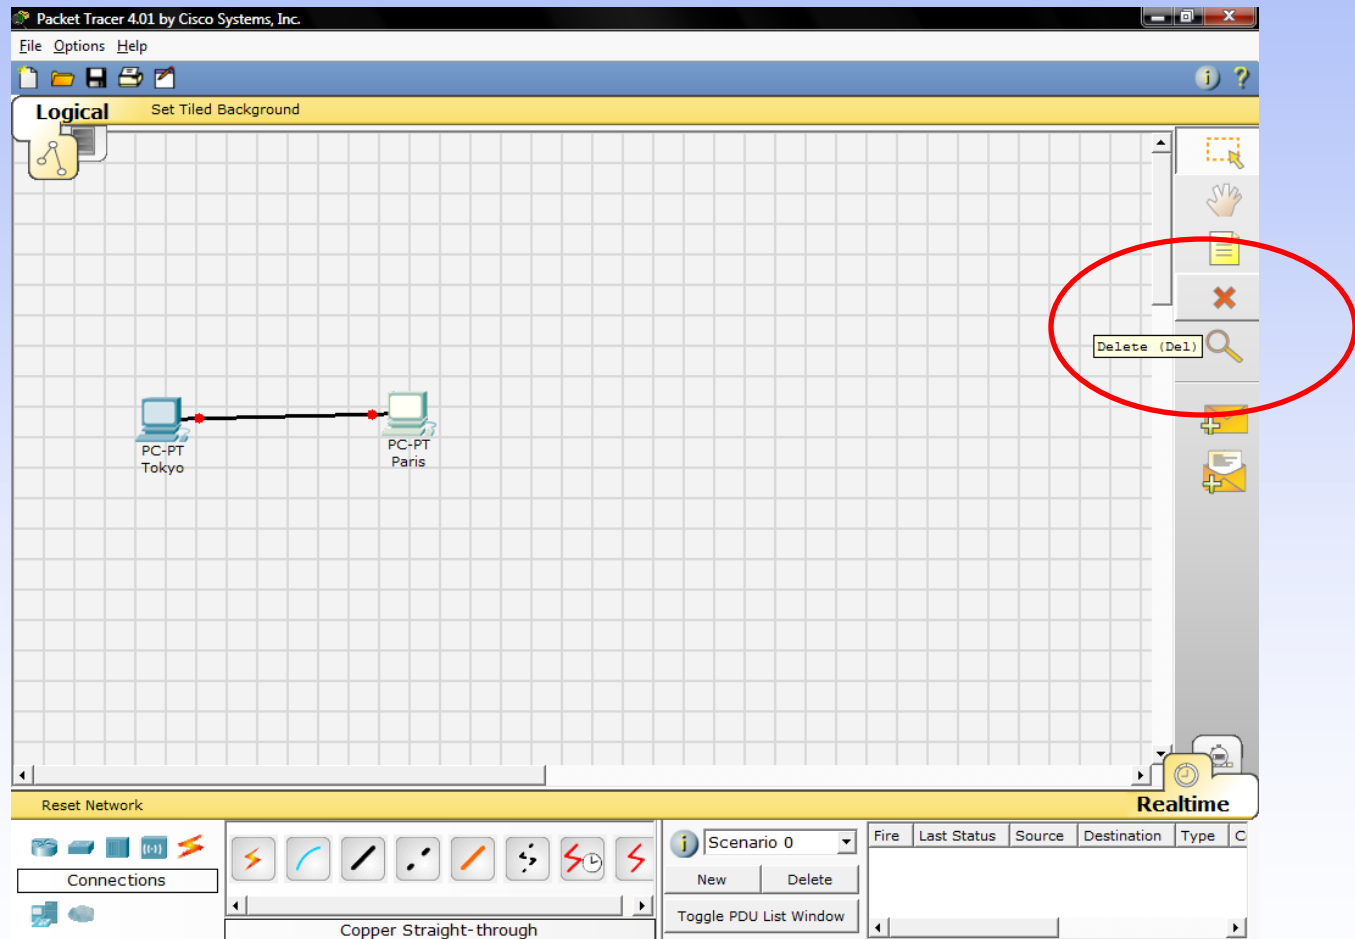 Packet Tracer 4.01 by Cisco Systems, Inc.
File Options Help
Logical Set Tiled Background
Delete (Del)
PC-PT
Tokyo
PC-PT
Paris
Reset Network
Realtime
Scenario 0
Fire Last Status Source Destination Type
Connections
New Delete
Toggle PDU List Window
Copper Straight-through